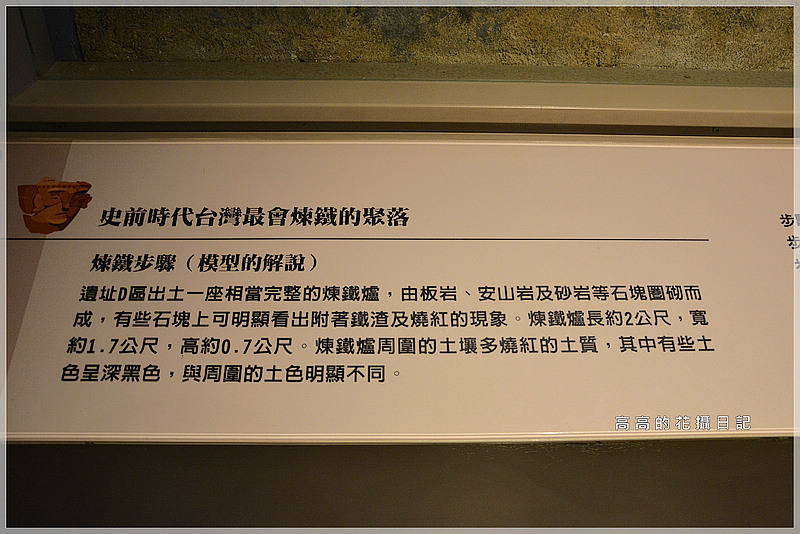 史前時代台灣最會煉鐵的聚落
煉鐵步驟（模型的解說）
遺址D區出土一座相當完整的煉鐵爐，由板岩、安山岩及砂岩等石塊圈砌而
成，有些石塊上可明顯看出附著鐵渣及燒紅的現象。煉鐵爐長約2公尺，寬
約1.7公尺，高約0.7公尺。煉鐵爐周圍的土壤多燒紅的土質，其中有些土
色呈深黑色，與周圍的土色明顯不同。
步
步
高高的花攝日記